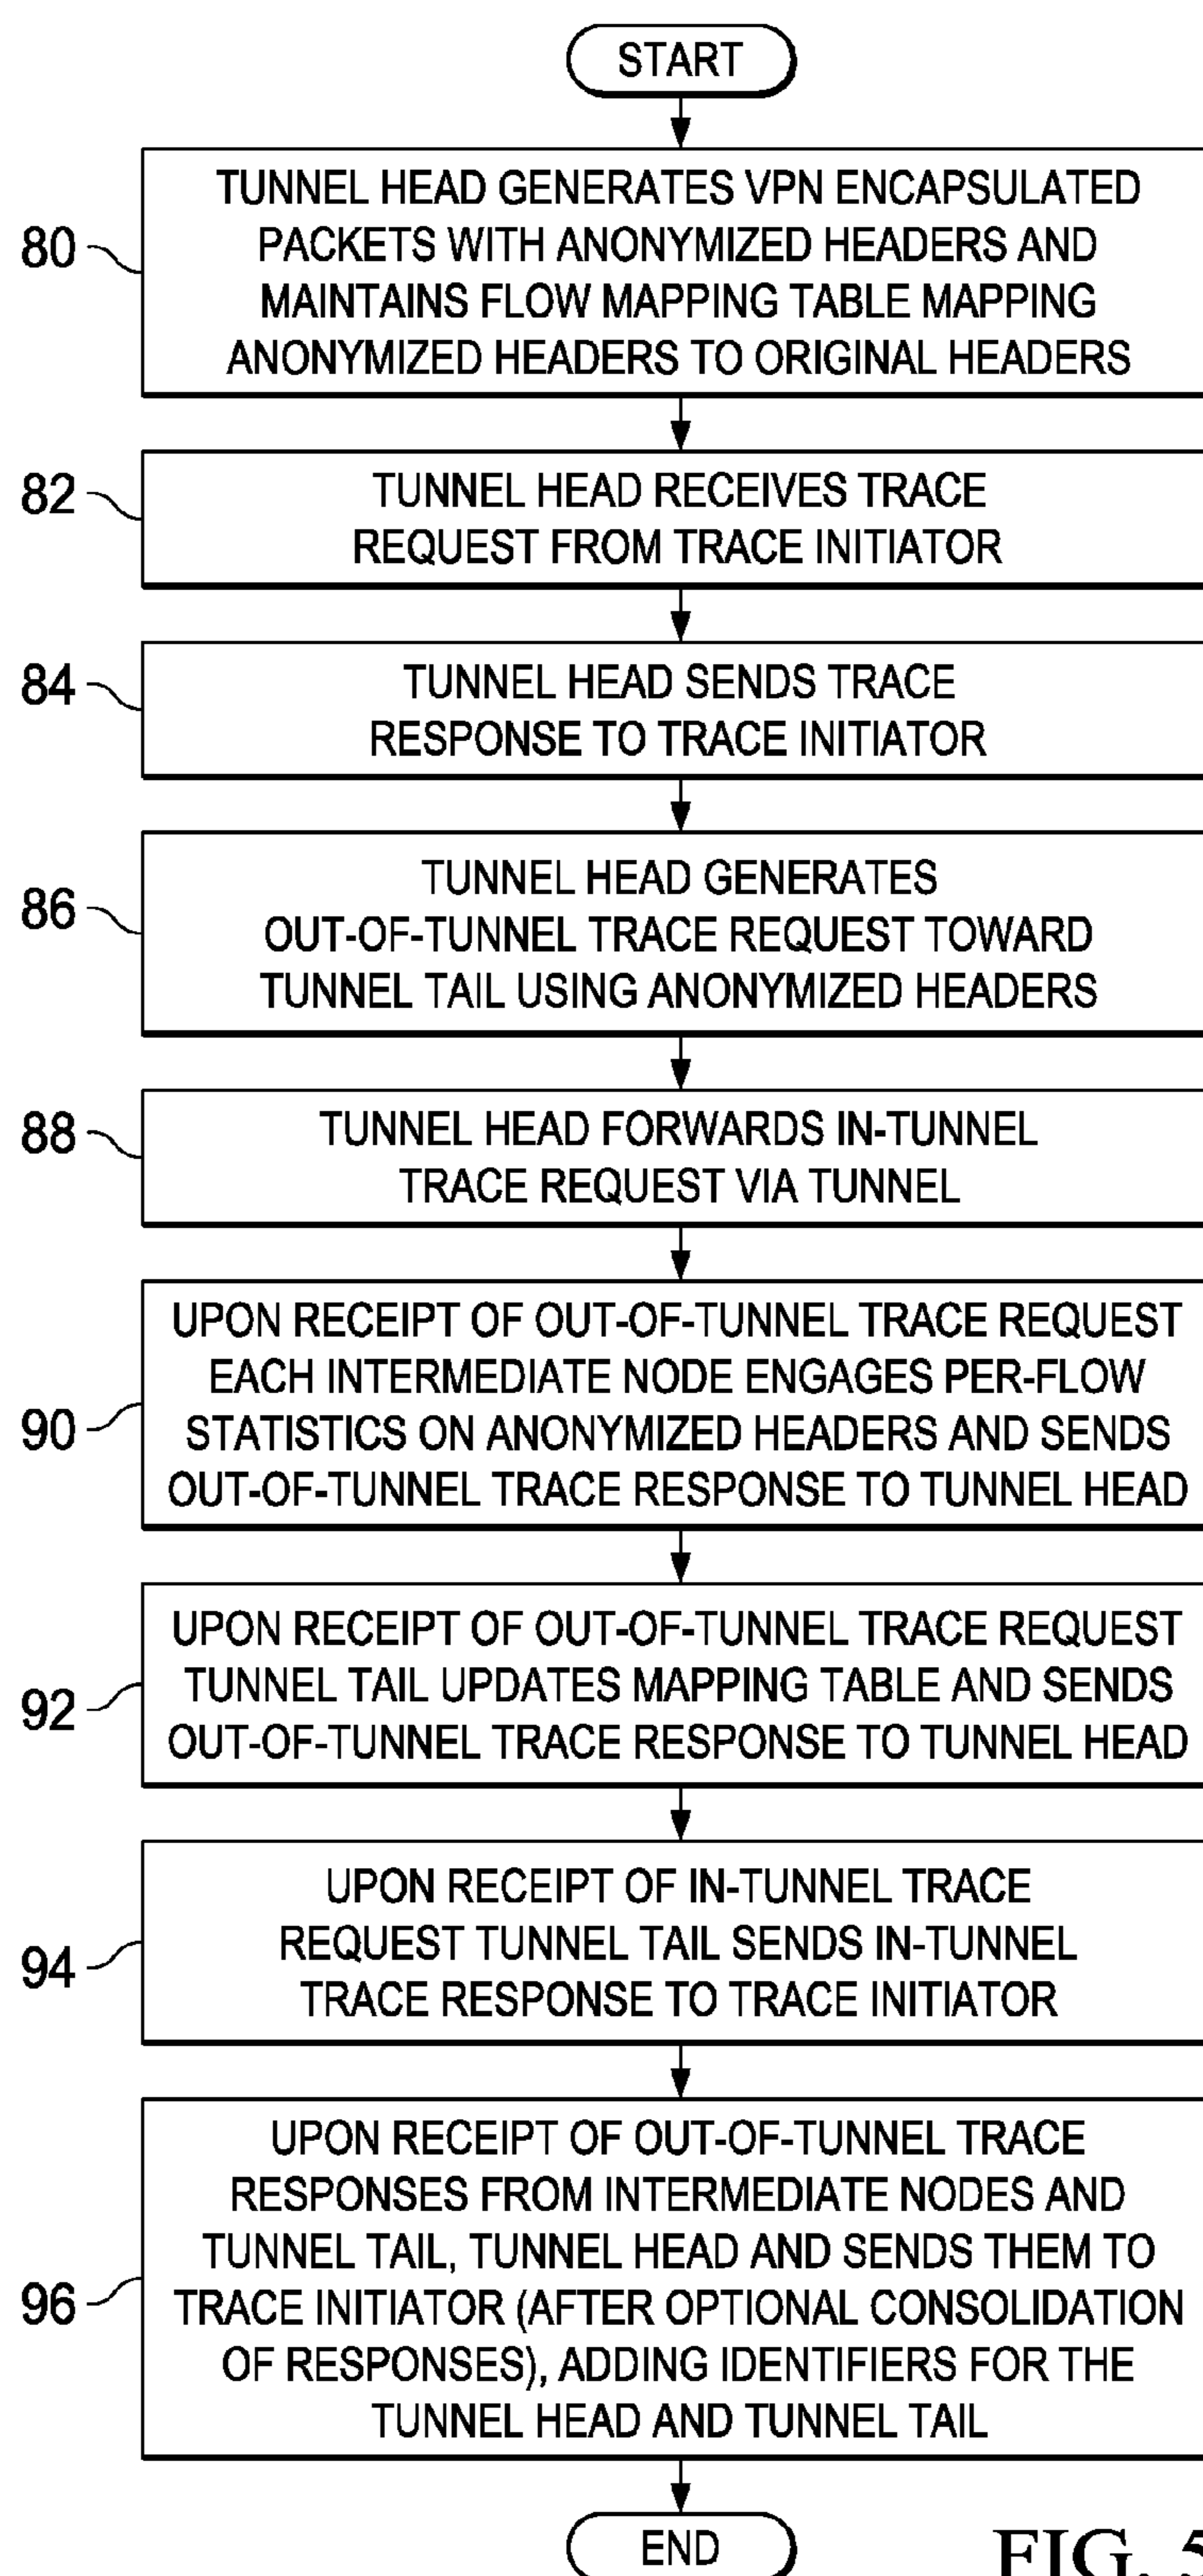 START
80
TUNNEL HEAD GENERATES VPN ENCAPSULATED
PACKETS WITH ANONYMIZED HEADERS AND
MAINTAINS FLOW MAPPING TABLE MAPPING
ANONYMIZED HEADERS TO ORIGINAL HEADERS
82
TUNNEL HEAD RECEIVES TRACE
REQUEST FROM TRACE INITIATOR
84
TUNNEL HEAD SENDS TRACE
RESPONSE TO TRACE INITIATOR
86
TUNNEL HEAD GENERATES
OUT-OF-TUNNEL TRACE REQUEST TOWARD
TUNNEL TAIL USING ANONYMIZED HEADERS
88
TUNNEL HEAD FORWARDS IN-TUNNEL
TRACE REQUEST VIA TUNNEL
90
UPON RECEIPT OF OUT-OF-TUNNEL TRACE REQUEST
EACH INTERMEDIATE NODE ENGAGES PER-FLOW
STATISTICS ON ANONYMIZED HEADERS AND SENDS
OUT-OF-TUNNEL TRACE RESPONSE TO TUNNEL HEAD
92
UPON RECEIPT OF OUT-OF-TUNNEL TRACE REQUEST
TUNNEL TAIL UPDATES MAPPING TABLE AND SENDS
OUT-OF-TUNNEL TRACE RESPONSE TO TUNNEL HEAD
94
UPON RECEIPT OF IN-TUNNEL TRACE
REQUEST TUNNEL TAIL SENDS IN-TUNNEL
TRACE RESPONSE TO TRACE INITIATOR
96
UPON RECEIPT OF OUT-OF-TUNNEL TRACE
RESPONSES FROM INTERMEDIATE NODES AND
TUNNEL TAIL, TUNNEL HEAD AND SENDS THEM TO
TRACE INITIATOR (AFTER OPTIONAL CONSOLIDATION
OF RESPONSES), ADDING IDENTIFIERS FOR THE
TUNNEL HEAD AND TUNNEL TAIL
END
FIG. 5